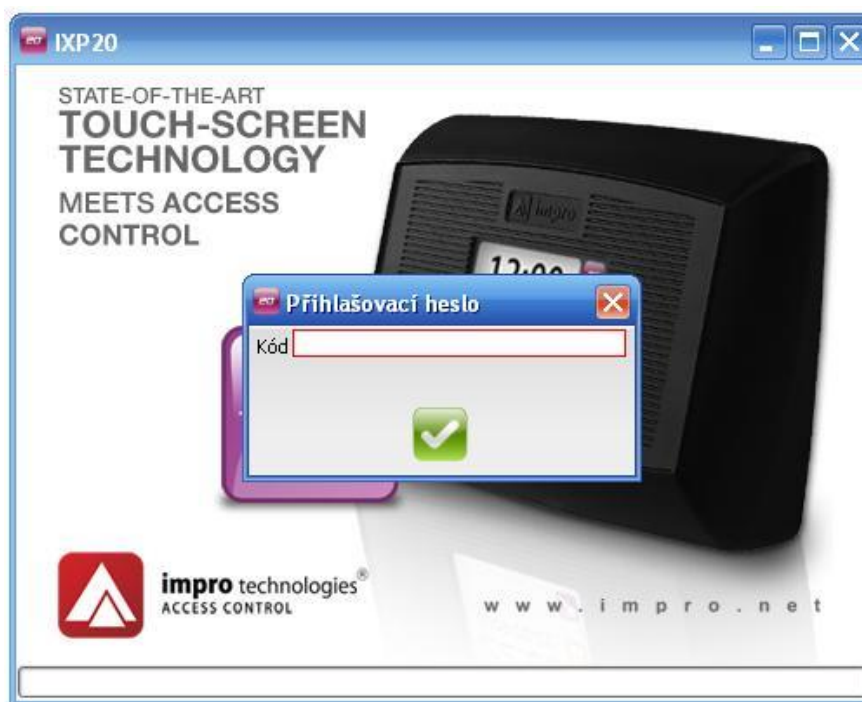 IXP20
STATE-OF-THE-ART
TOUCH-SCREEN
TECHNOLOGY
MEETS ACCESS
CONTROL
impro
12:00
Přihlašovací heslo
Kód
impro technologies®
ACCESS CONTROL
www.impro.net